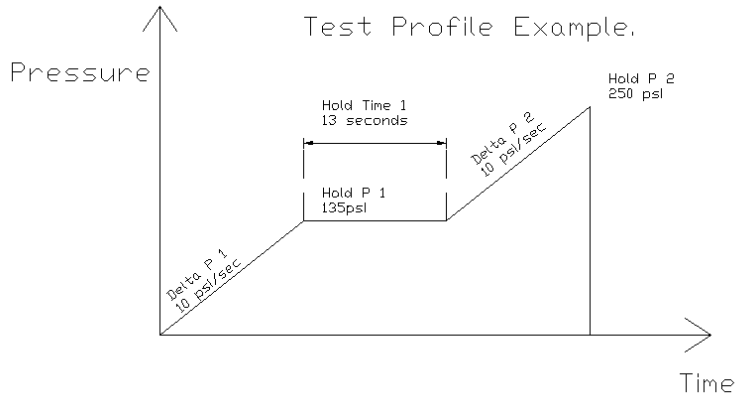 Test Profile Example.
Pressure
Hold P 2
250 psi
Hold Time 1
13 seconds
Delta P 2
10 psi/sec
Hold P 1
135psi
Delta P 1
10 psi/sec
Time